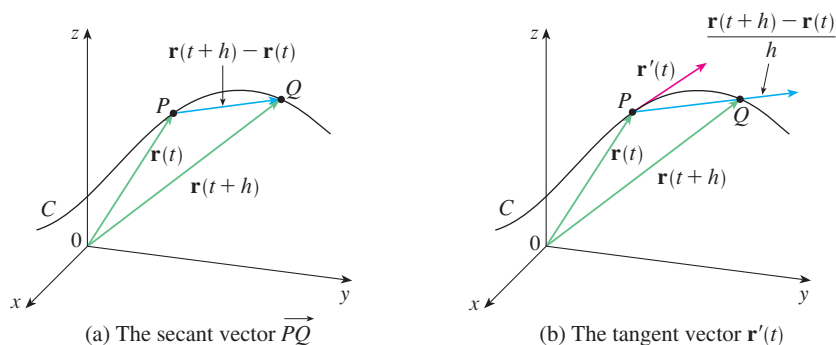 z
r(t + h) − r(t)
P
Q
r(t)
r(t + h)
C
0
x
y
(a) The secant vector PQ
z
r(t + h) − r(t)
h
r′(t)
P
Q
r(t)
r(t + h)
C
0
x
y
(b) The tangent vector r′(t)